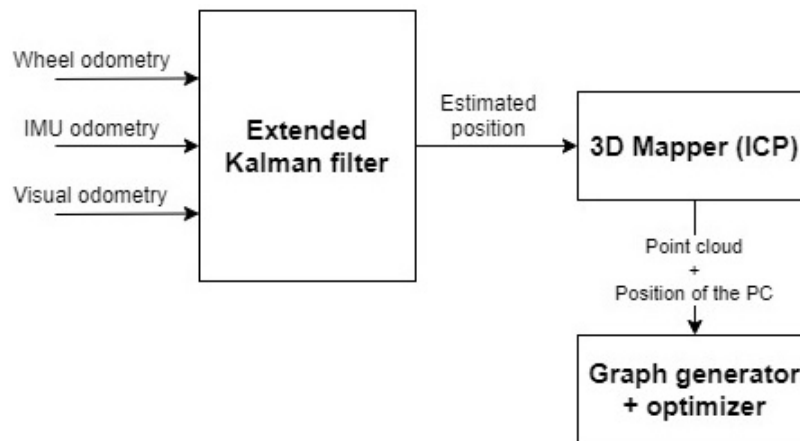 Wheel odometry
IMU odometry
Visual odometry
Extended
Kalman filter
Estimated
position
3D Mapper (ICP)
Point cloud
+
Position of the PC
Graph generator
+ optimizer